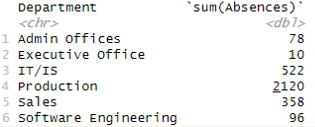 Department `sum(Absences)`
<chr> <dbl>
1 Admin Offices 78
2 Executive Office 10
3 IT/IS 522
4 Production 2120
5 Sales 358
6 Software Engineering 96